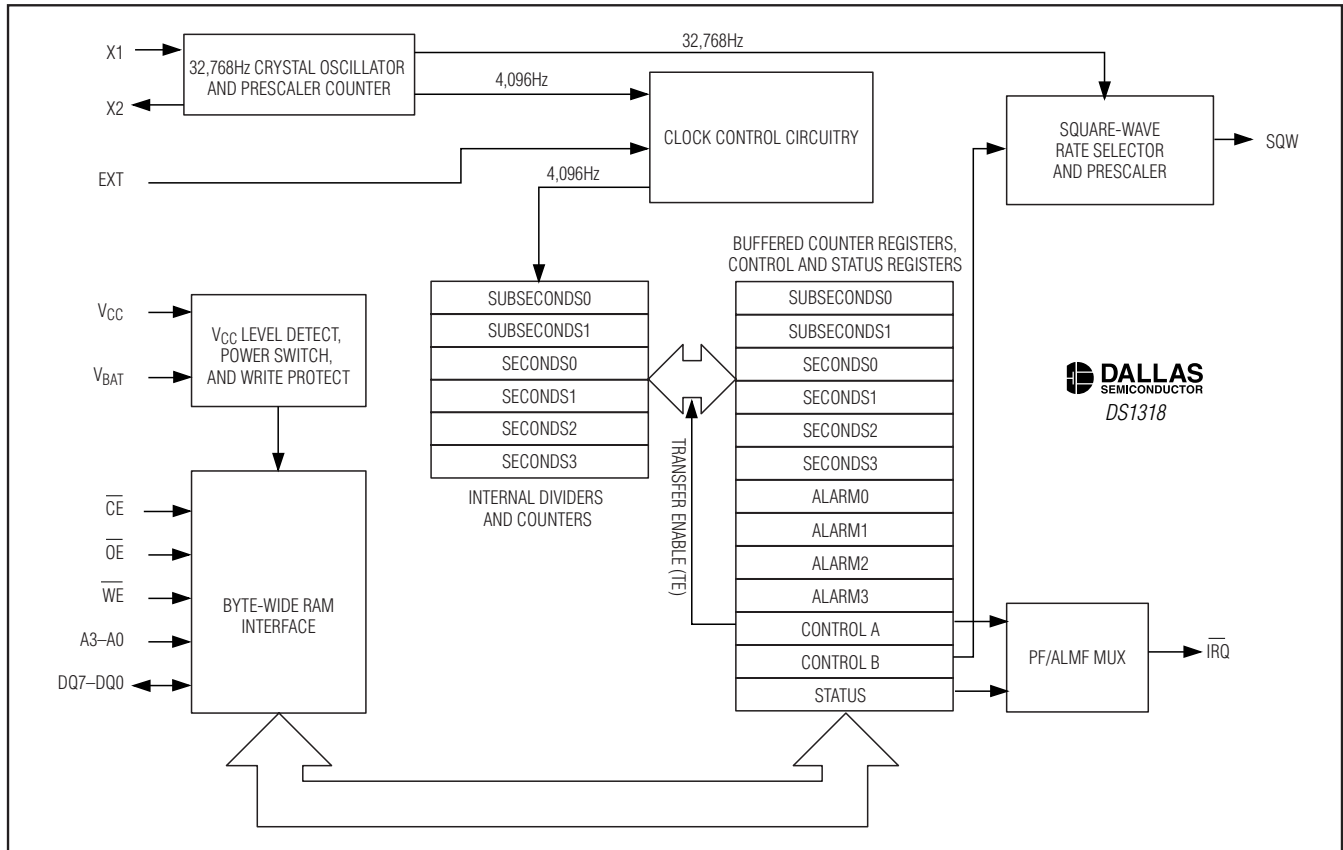 X1
X2
EXT
32,768Hz CRYSTAL OSCILLATOR
AND PRESCALER COUNTER
32,768Hz
4,096Hz
CLOCK CONTROL CIRCUITRY
4,096Hz
SQUARE-WAVE
RATE SELECTOR
AND PRESCALER
SQW
VCC
VBAT
VCC LEVEL DETECT,
POWER SWITCH,
AND WRITE PROTECT
SUBSECONDS0
SUBSECONDS1
SECONDS0
SECONDS1
SECONDS2
SECONDS3
INTERNAL DIVIDERS
AND COUNTERS
TRANSFER ENABLE (TE)
BUFFERED COUNTER REGISTERS,
CONTROL AND STATUS REGISTERS
SUBSECONDS0
SUBSECONDS1
SECONDS0
SECONDS1
SECONDS2
SECONDS3
ALARM0
ALARM1
ALARM2
ALARM3
CONTROL A
CONTROL B
STATUS
DALLAS
SEMICONDUCTOR
DS1318
CE
OE
WE
A3–A0
DQ7–DQ0
BYTE-WIDE RAM
INTERFACE
PF/ALMF MUX
IRQ